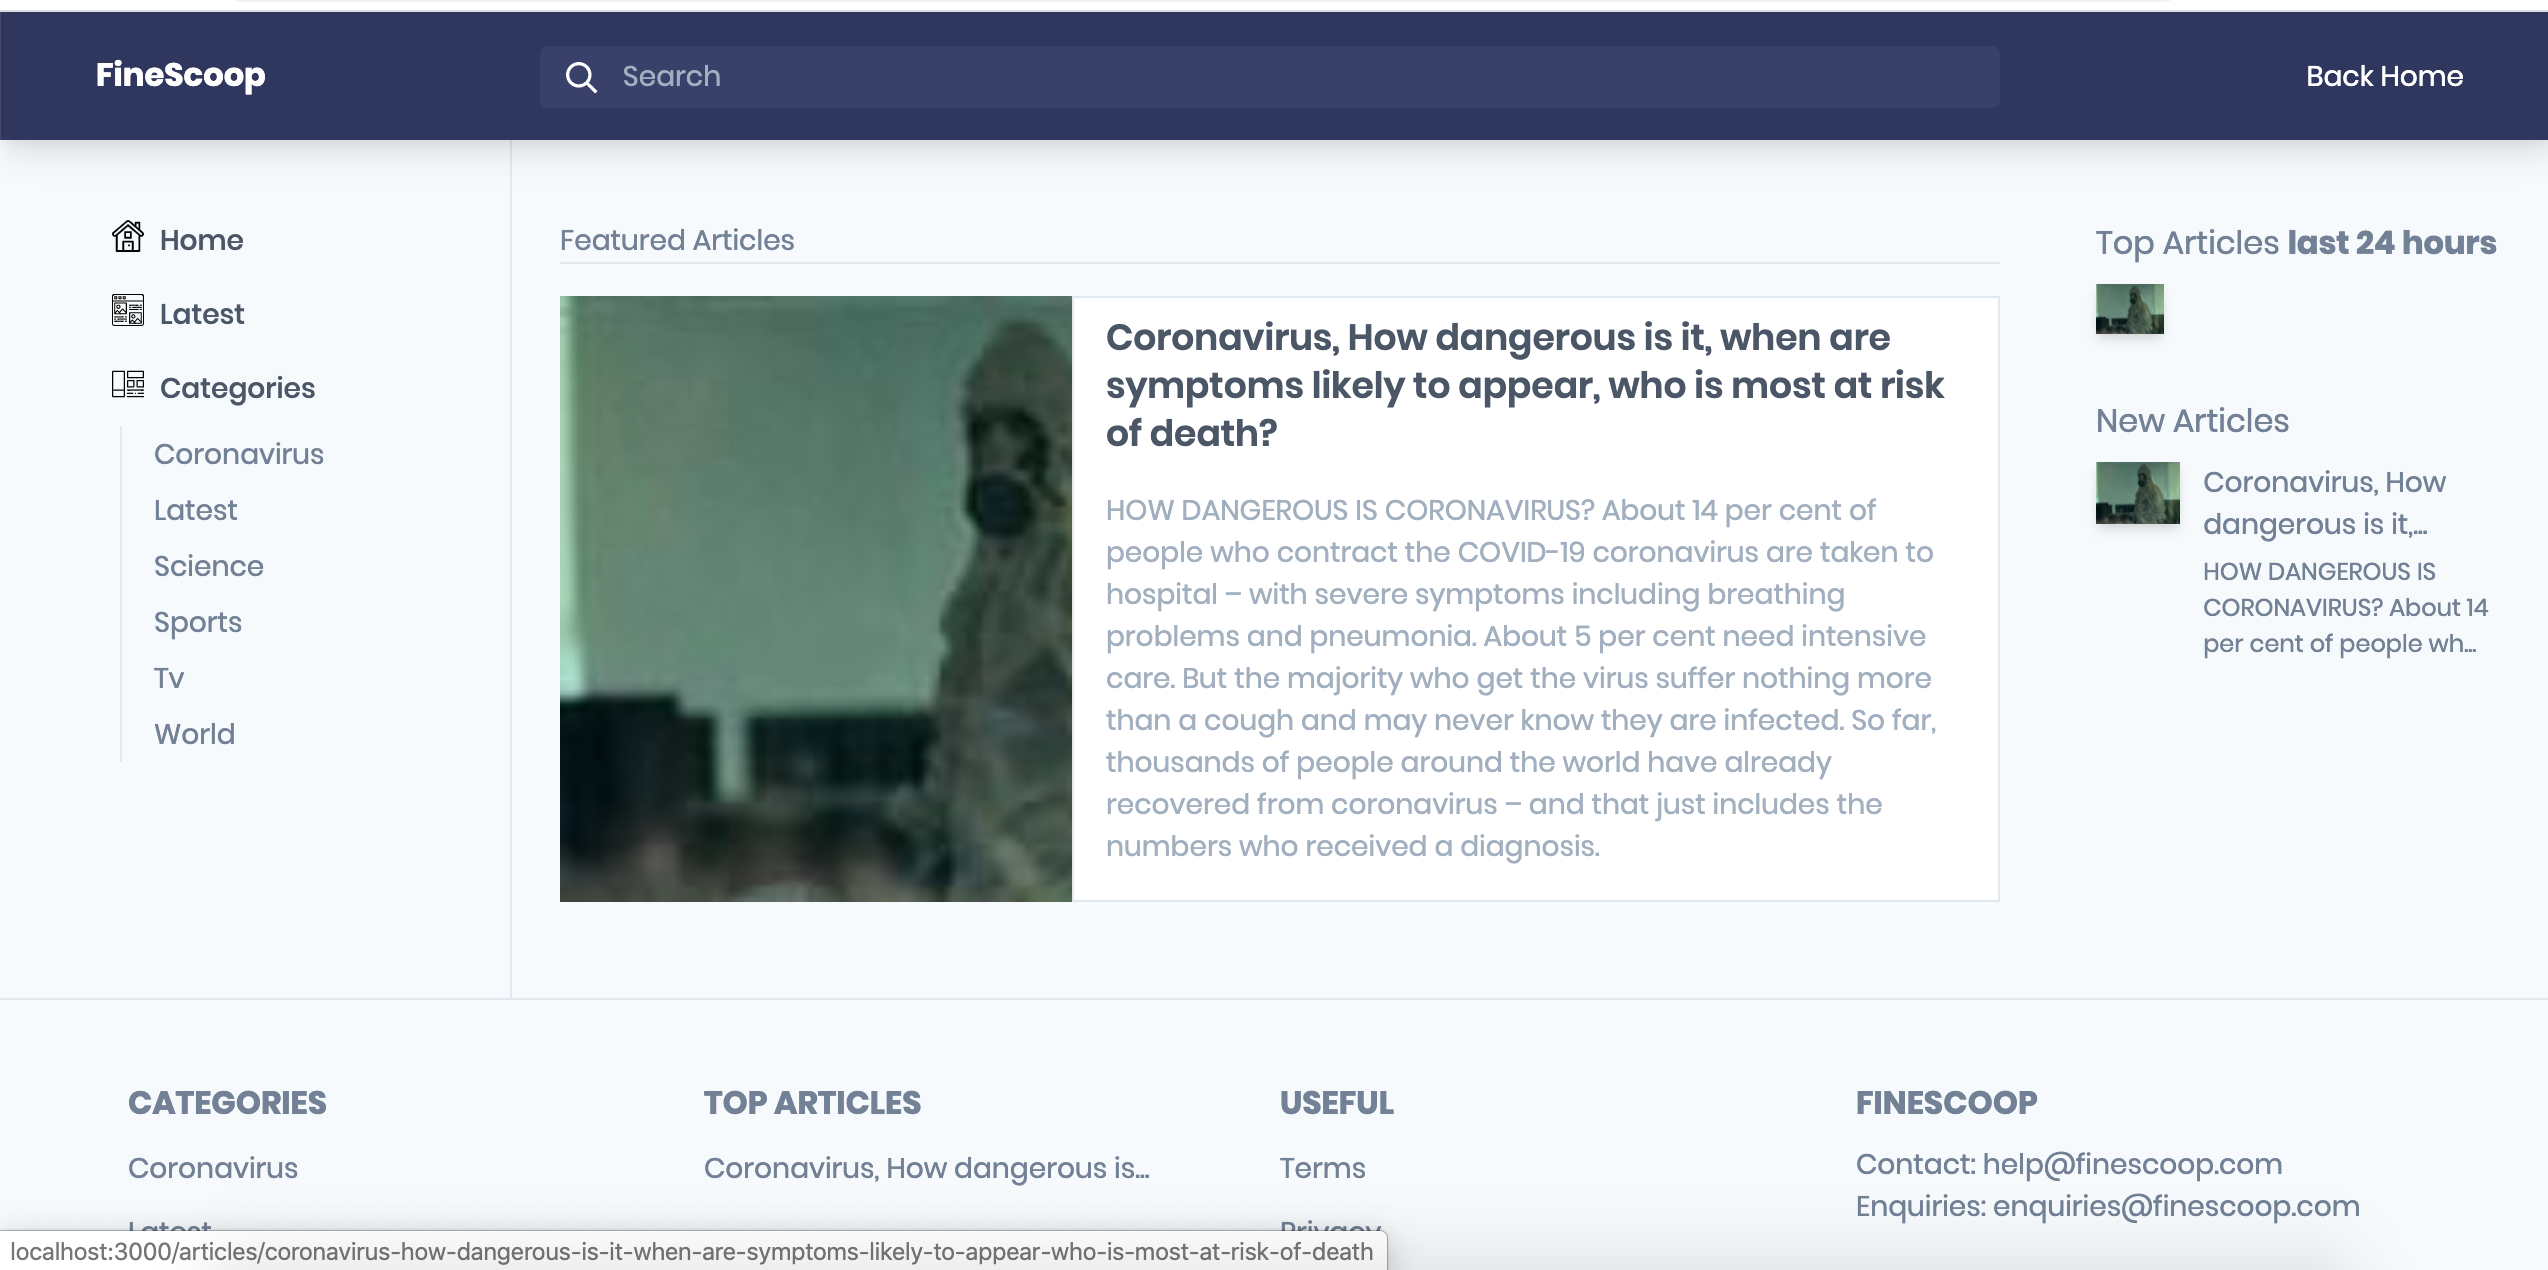 FineScoop
Search
Back Home
Home
Latest
Categories
Coronavirus
Latest
Science
Sports
Tv
World
Featured Articles
Coronavirus, How dangerous is it, when are
symptoms likely to appear, who is most at risk
of death?
HOW DANGEROUS IS CORONAVIRUS? About 14 per cent of
people who contract the COVID-19 coronavirus are taken to
hospital – with severe symptoms including breathing
problems and pneumonia. About 5 per cent need intensive
care. But the majority who get the virus suffer nothing more
than a cough and may never know they are infected. So far,
thousands of people around the world have already
recovered from coronavirus – and that just includes the
numbers who received a diagnosis.
Top Articles last 24 hours
New Articles
Coronavirus, How
dangerous is it,...
HOW DANGEROUS IS
CORONAVIRUS? About 14
per cent of people wh...
CATEGORIES
Coronavirus
Latest
TOP ARTICLES
Coronavirus, How dangerous is...
USEFUL
Terms
Privacy
FINESCOOP
Contact: help@finescoop.com
Enquiries: enquiries@finescoop.com
localhost:3000/articles/coronavirus-how-dangerous-is-it-when-are-symptoms-likely-to-appear-who-is-most-at-risk-of-death